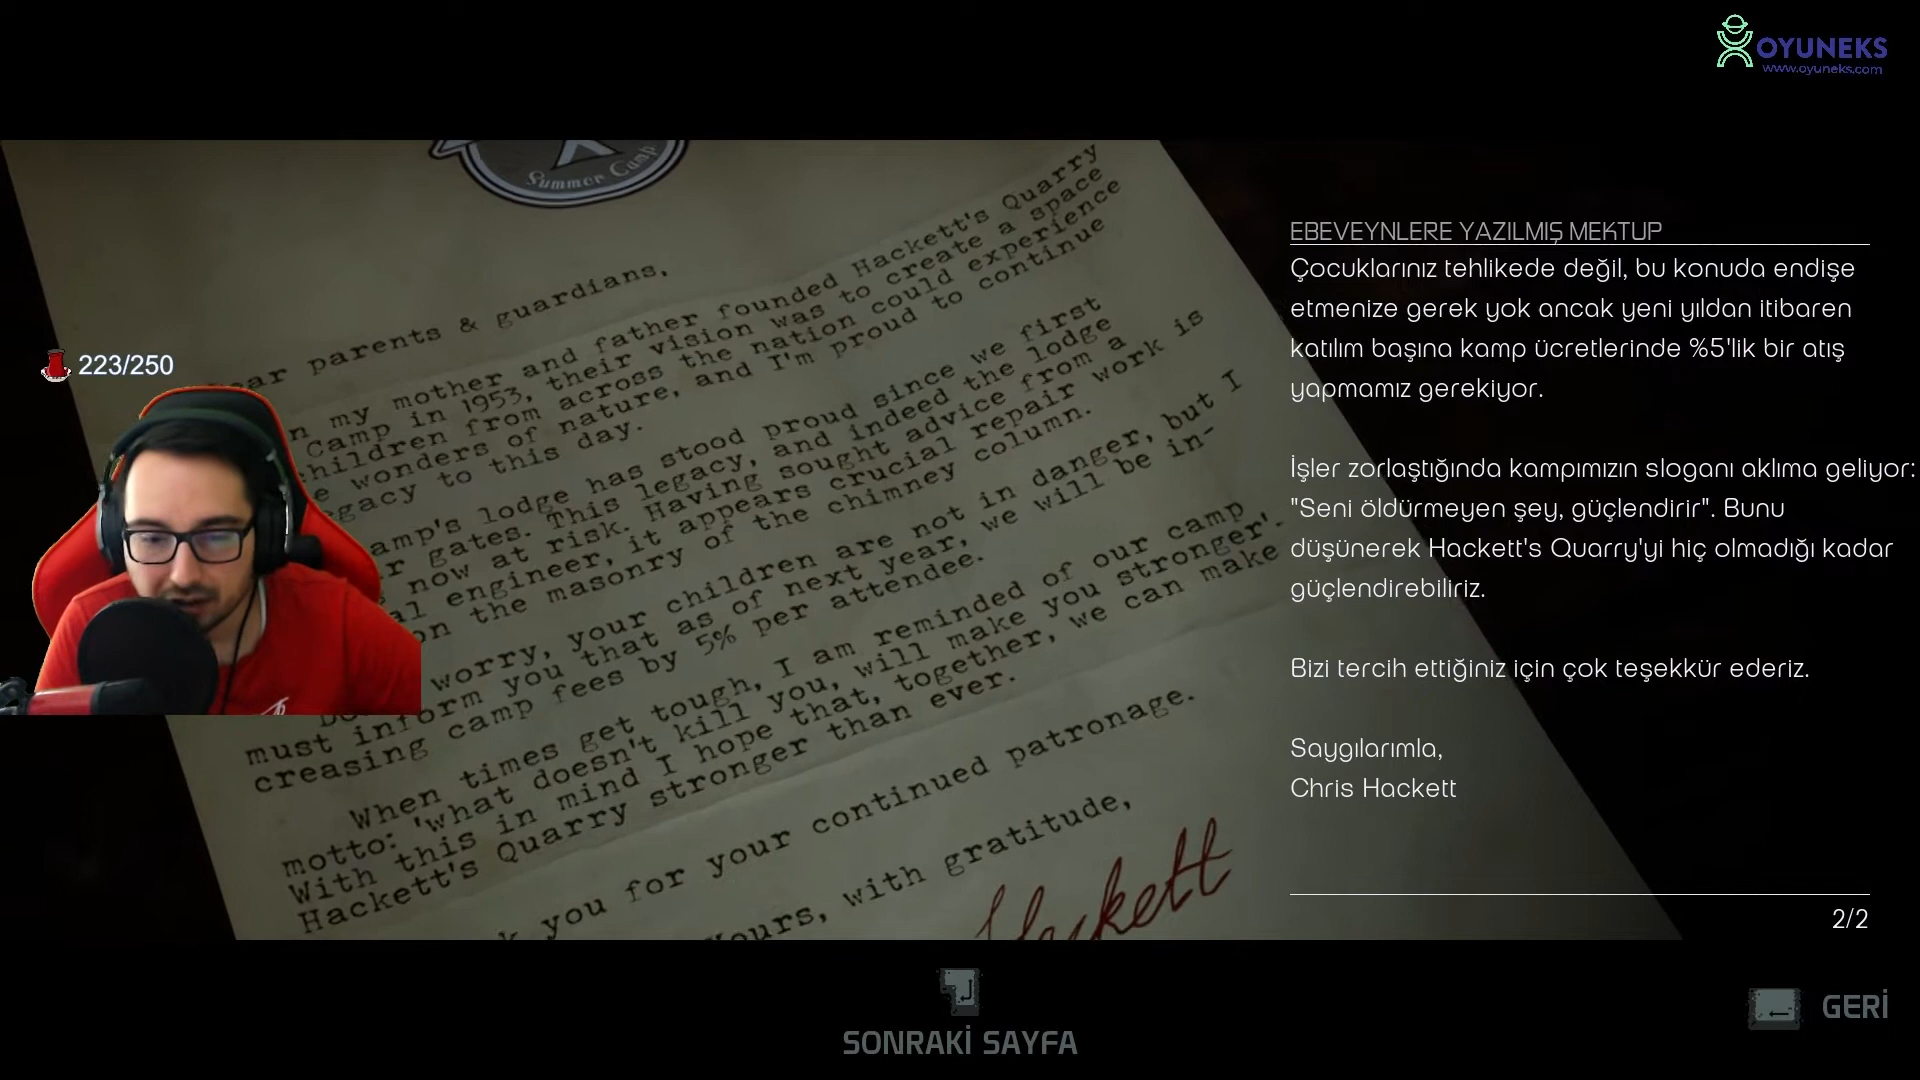 OYUNEKS
www.oyuneks.com
Summer Camp
parents & guardians,
my mother and father founded Hackett's Quarry
Camp in 1953, their vision was to create a space
children from across the nation could experience
wonders of nature, and I'm proud to continue
legacy to this day.
lodge has stood proud since we first
gates. This legacy, and indeed the lodge
now at risk. Having sought advice from a
engineer, it appears crucial repair work is
on the masonry of the chimney column.
worry, your children are not in danger, but I
must inform you that as of next year, we will be in-
creasing camp fees by 5% per attendee.
When times get tough, I am reminded of our camp
motto: 'what doesn't kill you, will make you stronger'.
With this in mind I hope that, together, we can make
Hackett's Quarry stronger than ever.
you for your continued patronage.
Yours, with gratitude,
Hackett
223/250
EBEVEYNLERE YAZILMIŞ MEKTUP
Çocuklarınız tehlikede değil, bu konuda endişe
etmenize gerek yok ancak yeni yıldan itibaren
katılım başına kamp ücretlerinde %5'lik bir atış
yapmamız gerekiyor.
İşler zorlaştığında kampımızın sloganı aklıma geliyor:
"Seni öldürmeyen şey, güçlendirir". Bunu
düşünerek Hackett's Quarry'yi hiç olmadığı kadar
güçlendirebiliriz.
Bizi tercih ettiğiniz için çok teşekkür ederiz.
Saygılarımla,
Chris Hackett
2/2
SONRAKİ SAYFA
GERİ